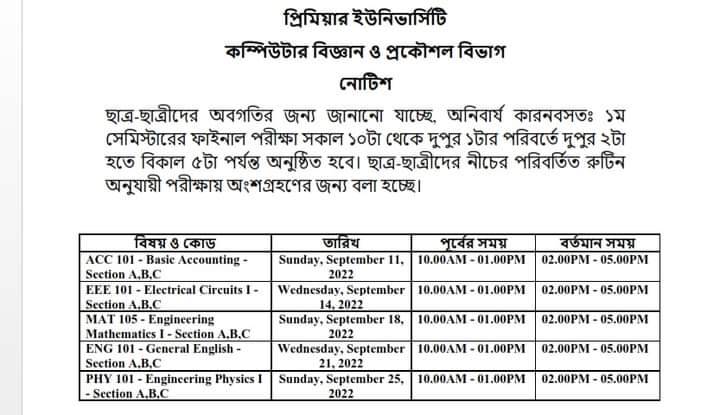 প্রিমিয়ার ইউনিভার্সিটি
কম্পিউটার বিজ্ঞান ও প্রকৌশল বিভাগ
নোটিশ
ছাত্র-ছাত্রীদের অবগতির জন্য জানানো যাচ্ছে, অনিবার্য কারনবসতঃ ১ম
সেমিস্টারের ফাইনাল পরীক্ষা সকাল ১০টা থেকে দুপুর ১টার পরিবর্তে দুপুর ২টা
হতে বিকাল ৫টা পর্যন্ত অনুষ্ঠিত হবে। ছাত্র-ছাত্রীদের নীচের পরিবর্তিত রুটিন
অনুযায়ী পরীক্ষায় অংশগ্রহণের জন্য বলা হচ্ছে।
বিষয় ও কোড তারিখ পূর্বের সময় বর্তমান সময়
ACC 101 - Basic Accounting - Sunday, September 11, 10.00AM - 01.00PM 02.00PM - 05.00PM
Section A,B,C 2022
EEE 101 - Electrical Circuits I - Wednesday, September 10.00AM - 01.00PM 02.00PM - 05.00PM
Section A,B,C 14, 2022
MAT 105 - Engineering Sunday, September 18, 10.00AM - 01.00PM 02.00PM - 05.00PM
Mathematics I - Section A,B,C 2022
ENG 101 - General English - Wednesday, September 10.00AM - 01.00PM 02.00PM - 05.00PM
Section A,B,C 21, 2022
PHY 101 - Engineering Physics I Sunday, September 25, 10.00AM - 01.00PM 02.00PM - 05.00PM
- Section A,B,C 2022